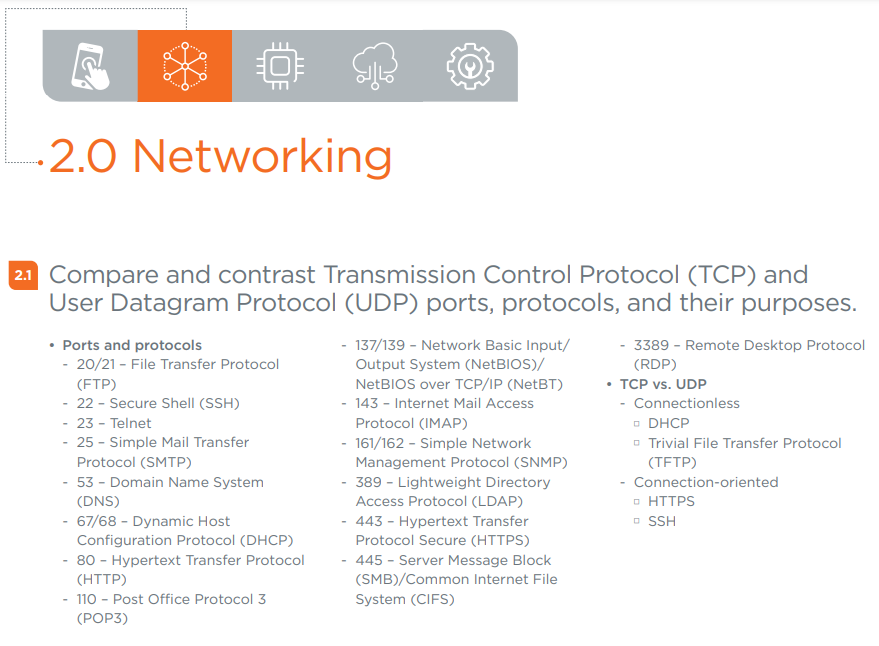 2.0 Networking
2.1
Compare and contrast Transmission Control Protocol (TCP) and
User Datagram Protocol (UDP) ports, protocols, and their purposes.
• Ports and protocols
- 20/21 – File Transfer Protocol
(FTP)
- 22 – Secure Shell (SSH)
- 23 – Telnet
- 25 – Simple Mail Transfer
Protocol (SMTP)
- 53 – Domain Name System
(DNS)
- 67/68 – Dynamic Host
Configuration Protocol (DHCP)
- 80 – Hypertext Transfer Protocol
(HTTP)
- 110 – Post Office Protocol 3
(POP3)
- 137/139 – Network Basic Input/
Output System (NetBIOS)/
NetBIOS over TCP/IP (NetBT)
- 143 – Internet Mail Access
Protocol (IMAP)
- 161/162 – Simple Network
Management Protocol (SNMP)
- 389 – Lightweight Directory
Access Protocol (LDAP)
- 443 – Hypertext Transfer
Protocol Secure (HTTPS)
- 445 – Server Message Block
(SMB)/Common Internet File
System (CIFS)
- 3389 – Remote Desktop Protocol
(RDP)
• TCP vs. UDP
- Connectionless
▫ DHCP
▫ Trivial File Transfer Protocol
(TFTP)
- Connection-oriented
▫ HTTPS
▫ SSH